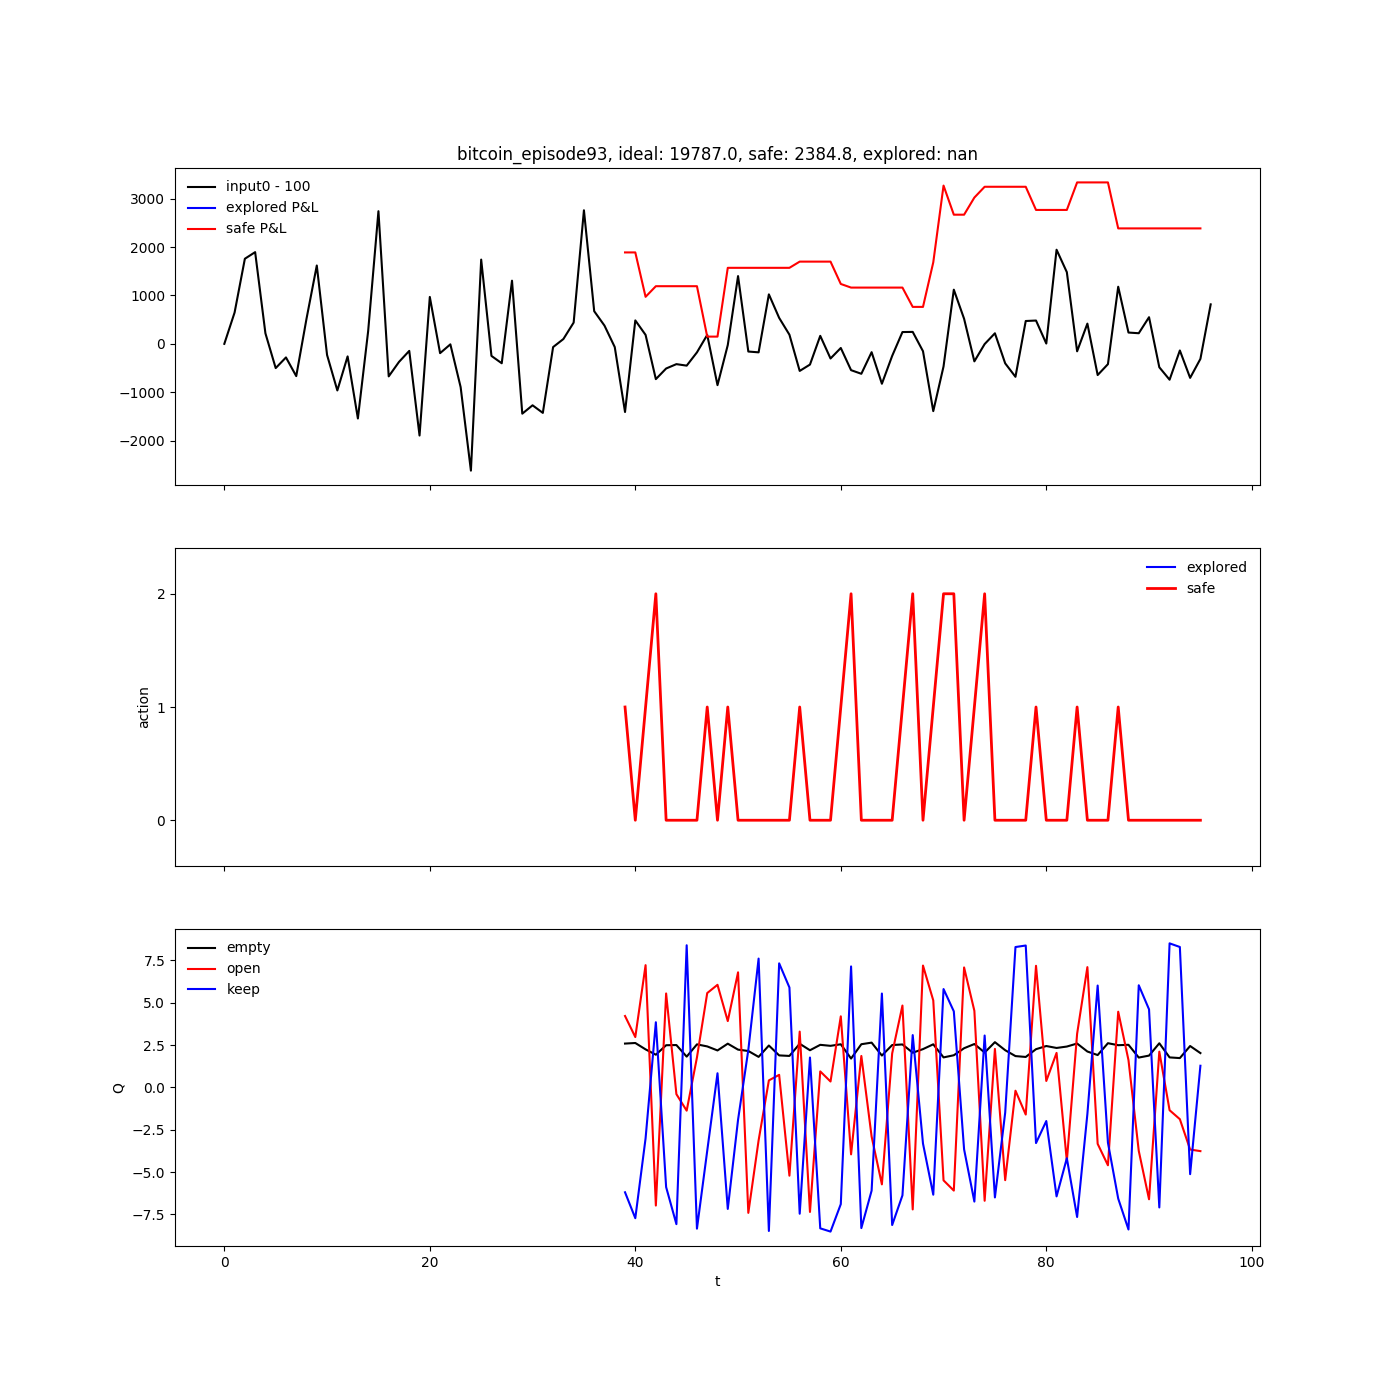 bitcoin_episode93, ideal: 19787.0, safe: 2384.8, explored: nan
input0 - 100
explored P&L
safe P&L
3000
2000
1000
0
−1000
−2000
explored
safe
2
1
0
action
empty
open
keep
7.5
5.0
2.5
0.0
−2.5
−5.0
−7.5
Q
0 20 40 60 80 100
t